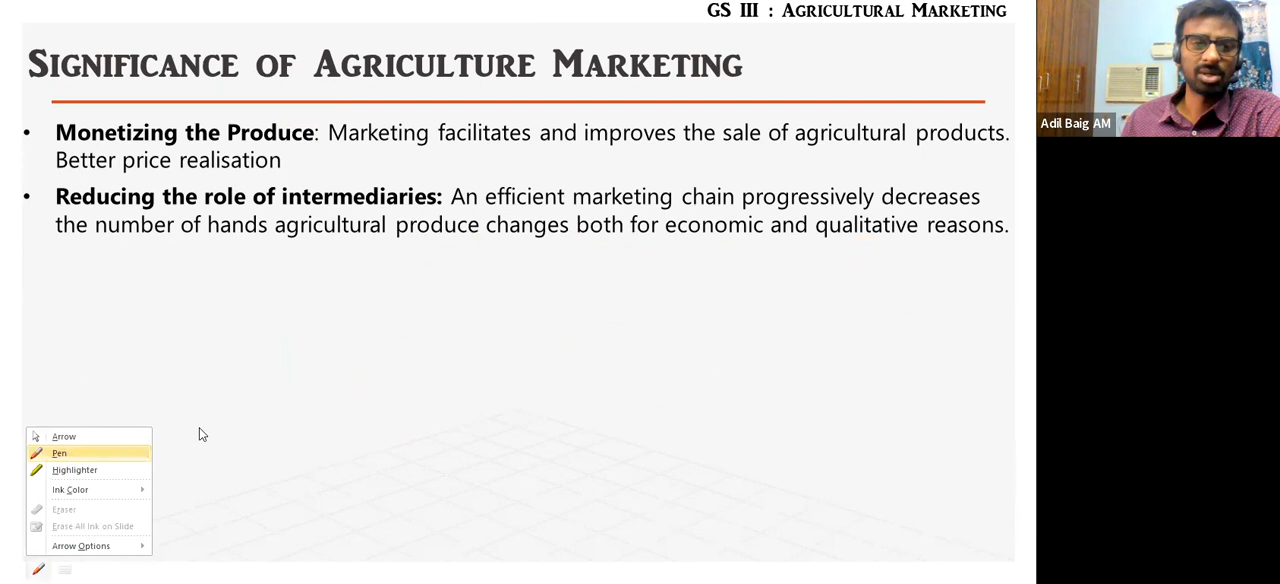 GS III : Agricultural Marketing
Significance of Agriculture Marketing
• Monetizing the Produce: Marketing facilitates and improves the sale of agricultural products.
Better price realisation
• Reducing the role of intermediaries: An efficient marketing chain progressively decreases
the number of hands agricultural produce changes both for economic and qualitative reasons.
Adil Baig AM
Arrow
Pen
Highlighter
Ink Color
Eraser
Erase All Ink on Slide
Arrow Options